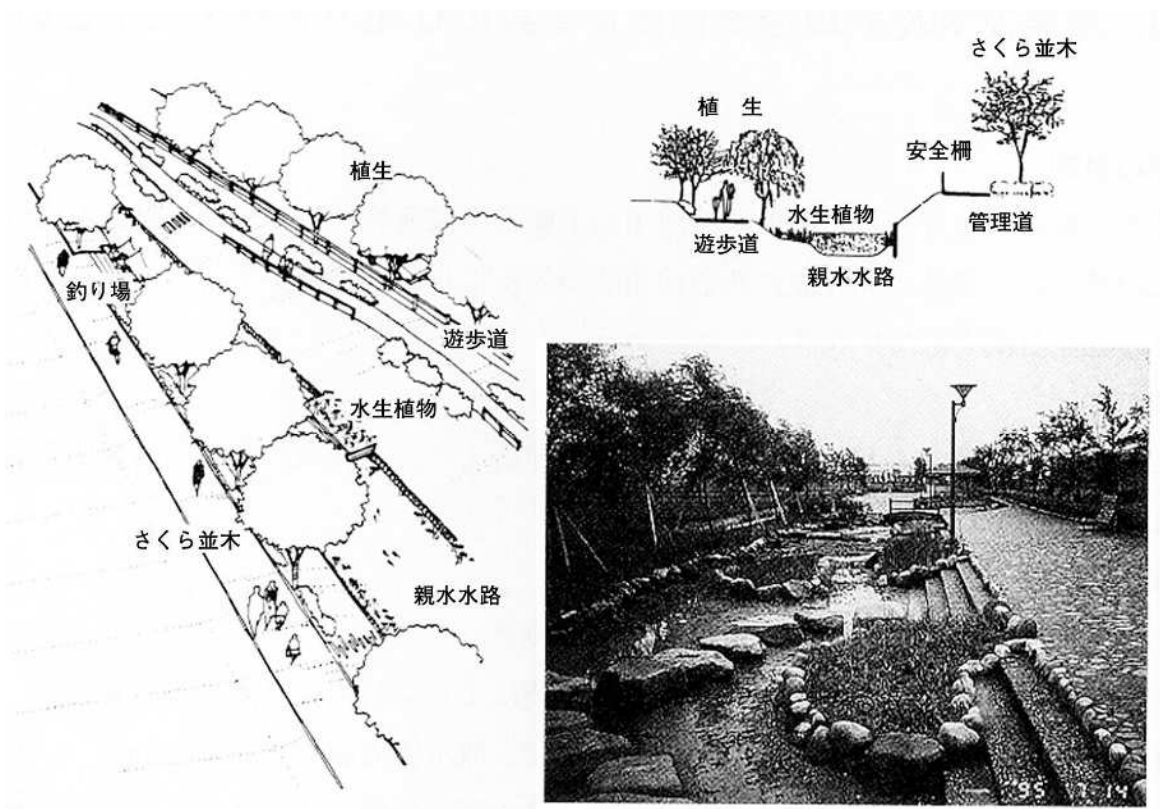 植生
釣り場
遊歩道
水生植物
さくら並木
親水水路
さくら並木
植 生
安全柵
水生植物
管理道
遊歩道
親水水路
'95 7 14